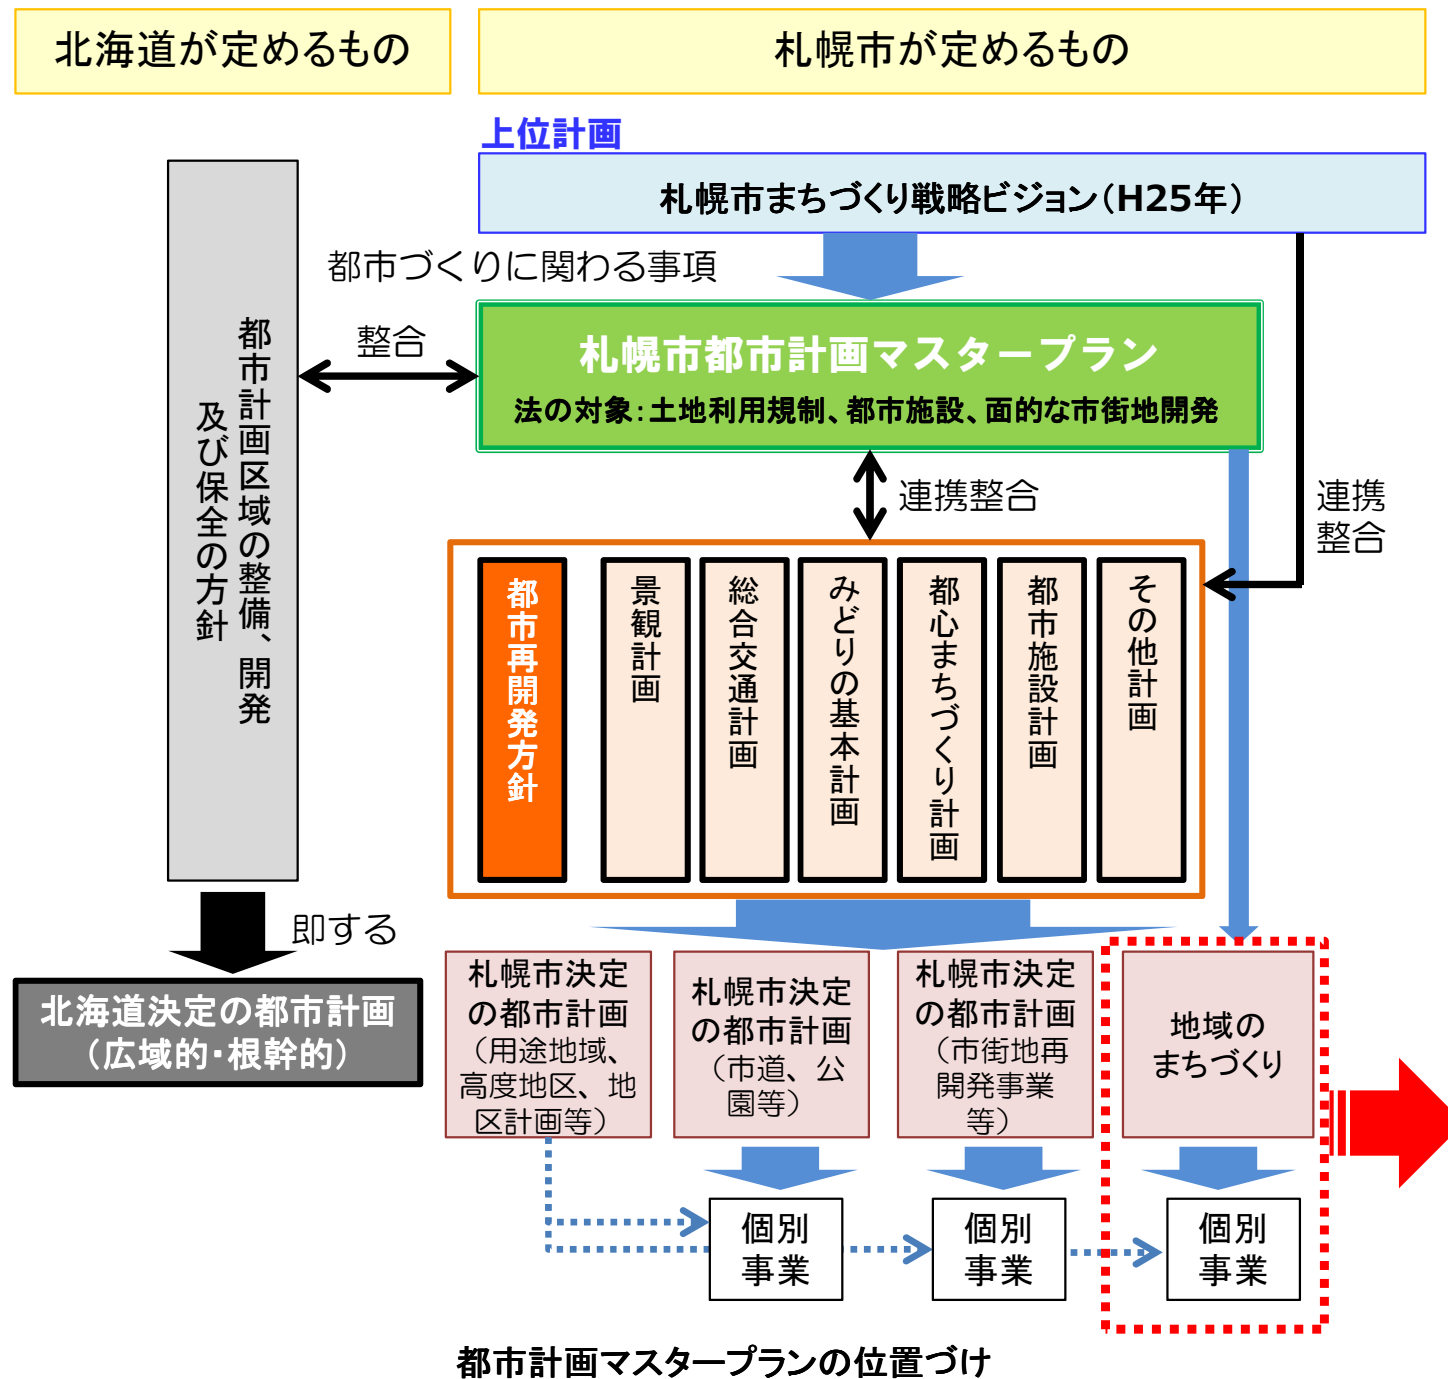 北海道が定めるもの
札幌市が定めるもの
上位計画
札幌市まちづくり戦略ビジョン（H25年）
都市づくりに関わる事項
整合
札幌市都市計画マスタープラン
法の対象：土地利用規制、都市施設、面的な市街地開発
都市計画区域の整備、開発
及び保全の方針
連携整合
連携
整合
都市再開発方針
景観計画
総合交通計画
みどりの基本計画
都心まちづくり計画
都市施設計画
その他計画
即する
北海道決定の都市計画
（広域的・根幹的）
札幌市決定
の都市計画
（用途地域、
高度地区、地
区計画等）
札幌市決定
の都市計画
（市道、公
園等）
札幌市決定
の都市計画
（市街地再
開発事業
等）
地域の
まちづくり
個別
事業
個別
事業
個別
事業
都市計画マスタープランの位置づけ